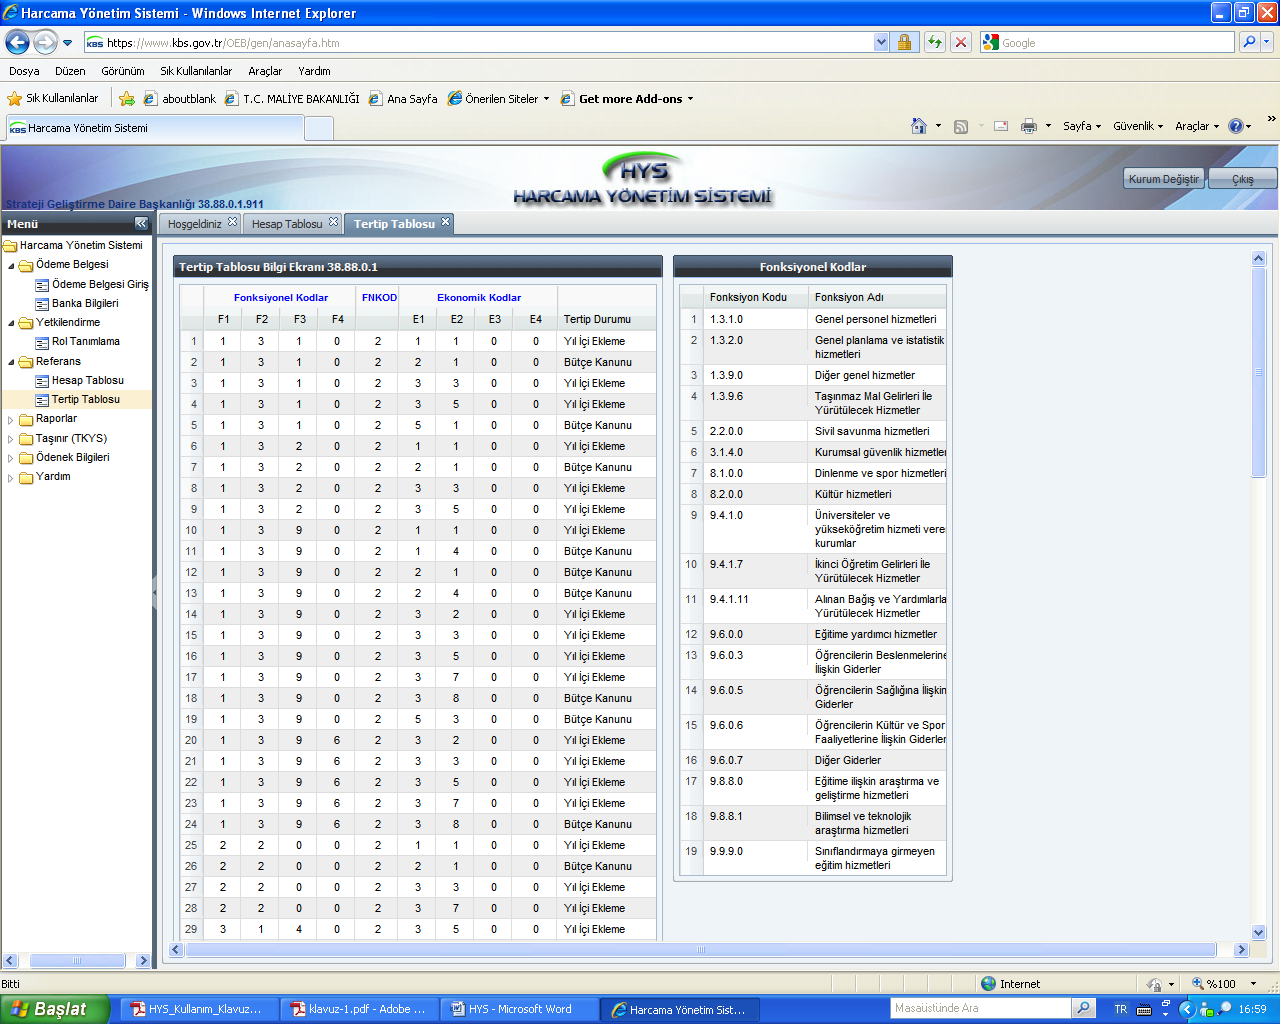 Harcama Yönetim Sistemi - Windows Internet Explorer
KBS https://www.kbs.gov.tr/OEB/gen/anasayfa.htm
Google
Dosya Düzen Görünüm Sık Kullanılanlar Araçlar Yardım
Sık Kullanılanlar aboutblank T.C. MALİYE BAKANLIĞI Ana Sayfa Önerilen Siteler Get more Add-ons
KBS Harcama Yönetim Sistemi
Sayfa Güvenlik Araçlar
HYS
HARCAMA YÖNETİM SİSTEMİ
Kurum Değiştir Çıkış
Strateji Geliştirme Daire Başkanlığı 38.88.0.1.911
Menü
Harcama Yönetim Sistemi
Ödeme Belgesi
Ödeme Belgesi Giriş
Banka Bilgileri
Yetkilendirme
Rol Tanımlama
Referans
Hesap Tablosu
Tertip Tablosu
Raporlar
Taşınır (TKYS)
Ödenek Bilgileri
Yardım
Hoşgeldiniz Hesap Tablosu Tertip Tablosu
Tertip Tablosu Bilgi Ekranı 38.88.0.1
Fonksiyonel Kodlar FNKOD Ekonomik Kodlar
F1 F2 F3 F4 E1 E2 E3 E4 Tertip Durumu
1 1 3 1 0 2 1 1 0 0 Yıl İçi Ekleme
2 1 3 1 0 2 2 1 0 0 Bütçe Kanunu
3 1 3 1 0 2 3 3 0 0 Yıl İçi Ekleme
4 1 3 1 0 2 3 5 0 0 Yıl İçi Ekleme
5 1 3 1 0 2 5 1 0 0 Bütçe Kanunu
6 1 3 2 0 2 1 1 0 0 Yıl İçi Ekleme
7 1 3 2 0 2 2 1 0 0 Bütçe Kanunu
8 1 3 2 0 2 3 3 0 0 Yıl İçi Ekleme
9 1 3 2 0 2 3 5 0 0 Yıl İçi Ekleme
10 1 3 9 0 2 1 1 0 0 Yıl İçi Ekleme
11 1 3 9 0 2 1 4 0 0 Bütçe Kanunu
12 1 3 9 0 2 2 1 0 0 Bütçe Kanunu
13 1 3 9 0 2 2 4 0 0 Bütçe Kanunu
14 1 3 9 0 2 3 2 0 0 Yıl İçi Ekleme
15 1 3 9 0 2 3 3 0 0 Yıl İçi Ekleme
16 1 3 9 0 2 3 5 0 0 Yıl İçi Ekleme
17 1 3 9 0 2 3 7 0 0 Yıl İçi Ekleme
18 1 3 9 0 2 3 8 0 0 Bütçe Kanunu
19 1 3 9 0 2 5 3 0 0 Bütçe Kanunu
20 1 3 9 6 2 3 2 0 0 Yıl İçi Ekleme
21 1 3 9 6 2 3 3 0 0 Yıl İçi Ekleme
22 1 3 9 6 2 3 5 0 0 Yıl İçi Ekleme
23 1 3 9 6 2 3 7 0 0 Yıl İçi Ekleme
24 1 3 9 6 2 3 8 0 0 Bütçe Kanunu
25 2 2 0 0 2 1 1 0 0 Yıl İçi Ekleme
26 2 2 0 0 2 2 1 0 0 Bütçe Kanunu
27 2 2 0 0 2 3 3 0 0 Yıl İçi Ekleme
28 2 2 0 0 2 3 7 0 0 Yıl İçi Ekleme
29 3 1 4 0 2 3 5 0 0 Yıl İçi Ekleme
Fonksiyonel Kodlar
Fonksiyon Kodu Fonksiyon Adı
1 1.3.1.0 Genel personel hizmetleri
2 1.3.2.0 Genel planlama ve istatistik
hizmetleri
3 1.3.9.0 Diğer genel hizmetler
4 1.3.9.6 Taşınmaz Mal Gelirleri İle
Yürütülecek Hizmetler
5 2.2.0.0 Sivil savunma hizmetleri
6 3.1.4.0 Kurumsal güvenlik hizmetler
7 8.1.0.0 Dinlenme ve spor hizmetleri
8 8.2.0.0 Kültür hizmetleri
9 9.4.1.0 Üniversiteler ve
yükseköğretim hizmeti vere
kurumlar
10 9.4.1.7 İkinci Öğretim Gelirleri İle
Yürütülecek Hizmetler
11 9.4.1.11 Alınan Bağış ve Yardımlarla
Yürütülecek Hizmetler
12 9.6.0.0 Eğitime yardımcı hizmetler
13 9.6.0.3 Öğrencilerin Beslenmelerine
İlişkin Giderler
14 9.6.0.5 Öğrencilerin Sağlığına İlişkin
Giderler
15 9.6.0.6 Öğrencilerin Kültür ve Spor
Faaliyetlerine İlişkin Giderler
16 9.6.0.7 Diğer Giderler
17 9.8.8.0 Eğitime ilişkin araştırma ve
geliştirme hizmetleri
18 9.8.8.1 Bilimsel ve teknolojik
araştırma hizmetleri
19 9.9.9.0 Sınıflandırmaya girmeyen
eğitim hizmetleri
Bitti Internet %100
Başlat HYS_Kullanım_Klavuz... klavuz-1.pdf - Adobe ... HYS - Microsoft Word Harcama Yönetim Sist... Masaüstünde Ara TR 16:59